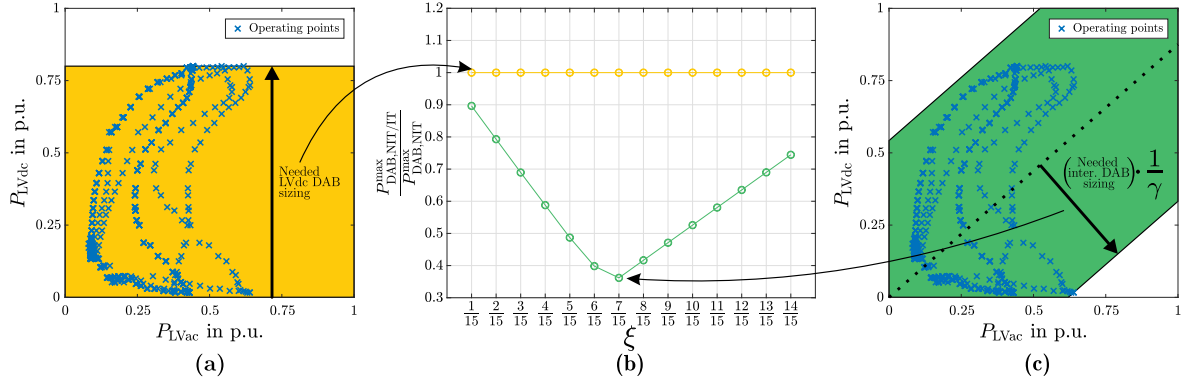 P_LVdc in p.u.
1
0.75
0.5
0.25
0
Operating points
Needed
LVdc DAB
sizing
0 0.25 0.5 0.75 1
P_LVac in p.u.
(a)
P^max_DAB,NIT/IT
P^max_DAB,NIT
1.2
1.1
1
0.9
0.8
0.7
0.6
0.5
0.4
0.3
1/15 2/15 3/15 4/15 5/15 6/15 7/15 8/15 9/15 10/15 11/15 12/15 13/15 14/15
ξ
(b)
P_LVdc in p.u.
1
0.75
0.5
0.25
0
Operating points
(Needed
inter. DAB
sizing) · 1/γ
0 0.25 0.5 0.75 1
P_LVac in p.u.
(c)